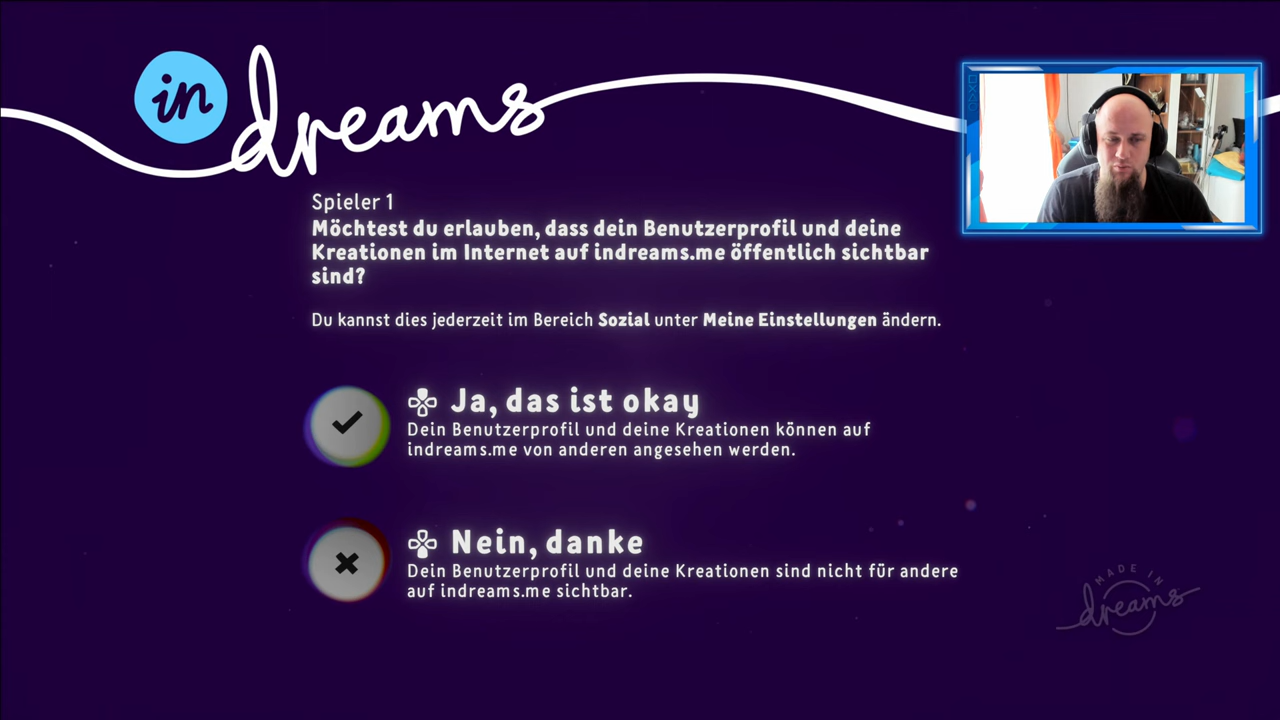 in dreams
Spieler 1
Möchtest du erlauben, dass dein Benutzerprofil und deine
Kreationen im Internet auf indreams.me öffentlich sichtbar
sind?
Du kannst dies jederzeit im Bereich Sozial unter Meine Einstellungen ändern.
Ja, das ist okay
Dein Benutzerprofil und deine Kreationen können auf
indreams.me von anderen angesehen werden.
Nein, danke
Dein Benutzerprofil und deine Kreationen sind nicht für andere
auf indreams.me sichtbar.
MADE IN
dreams